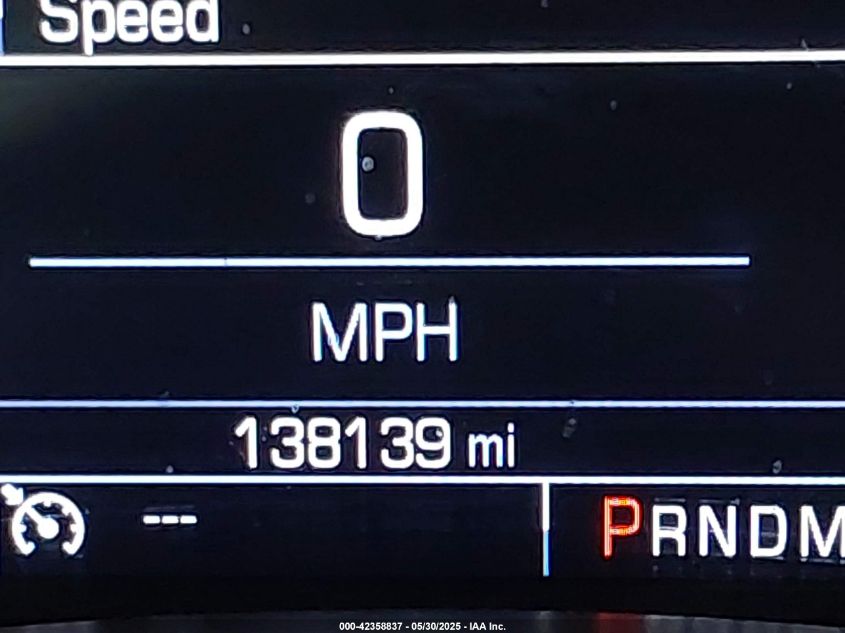 Speed
0
MPH
138139 mi
---
PRNDM
000-42358837 - 05/30/2025 - IAA Inc.